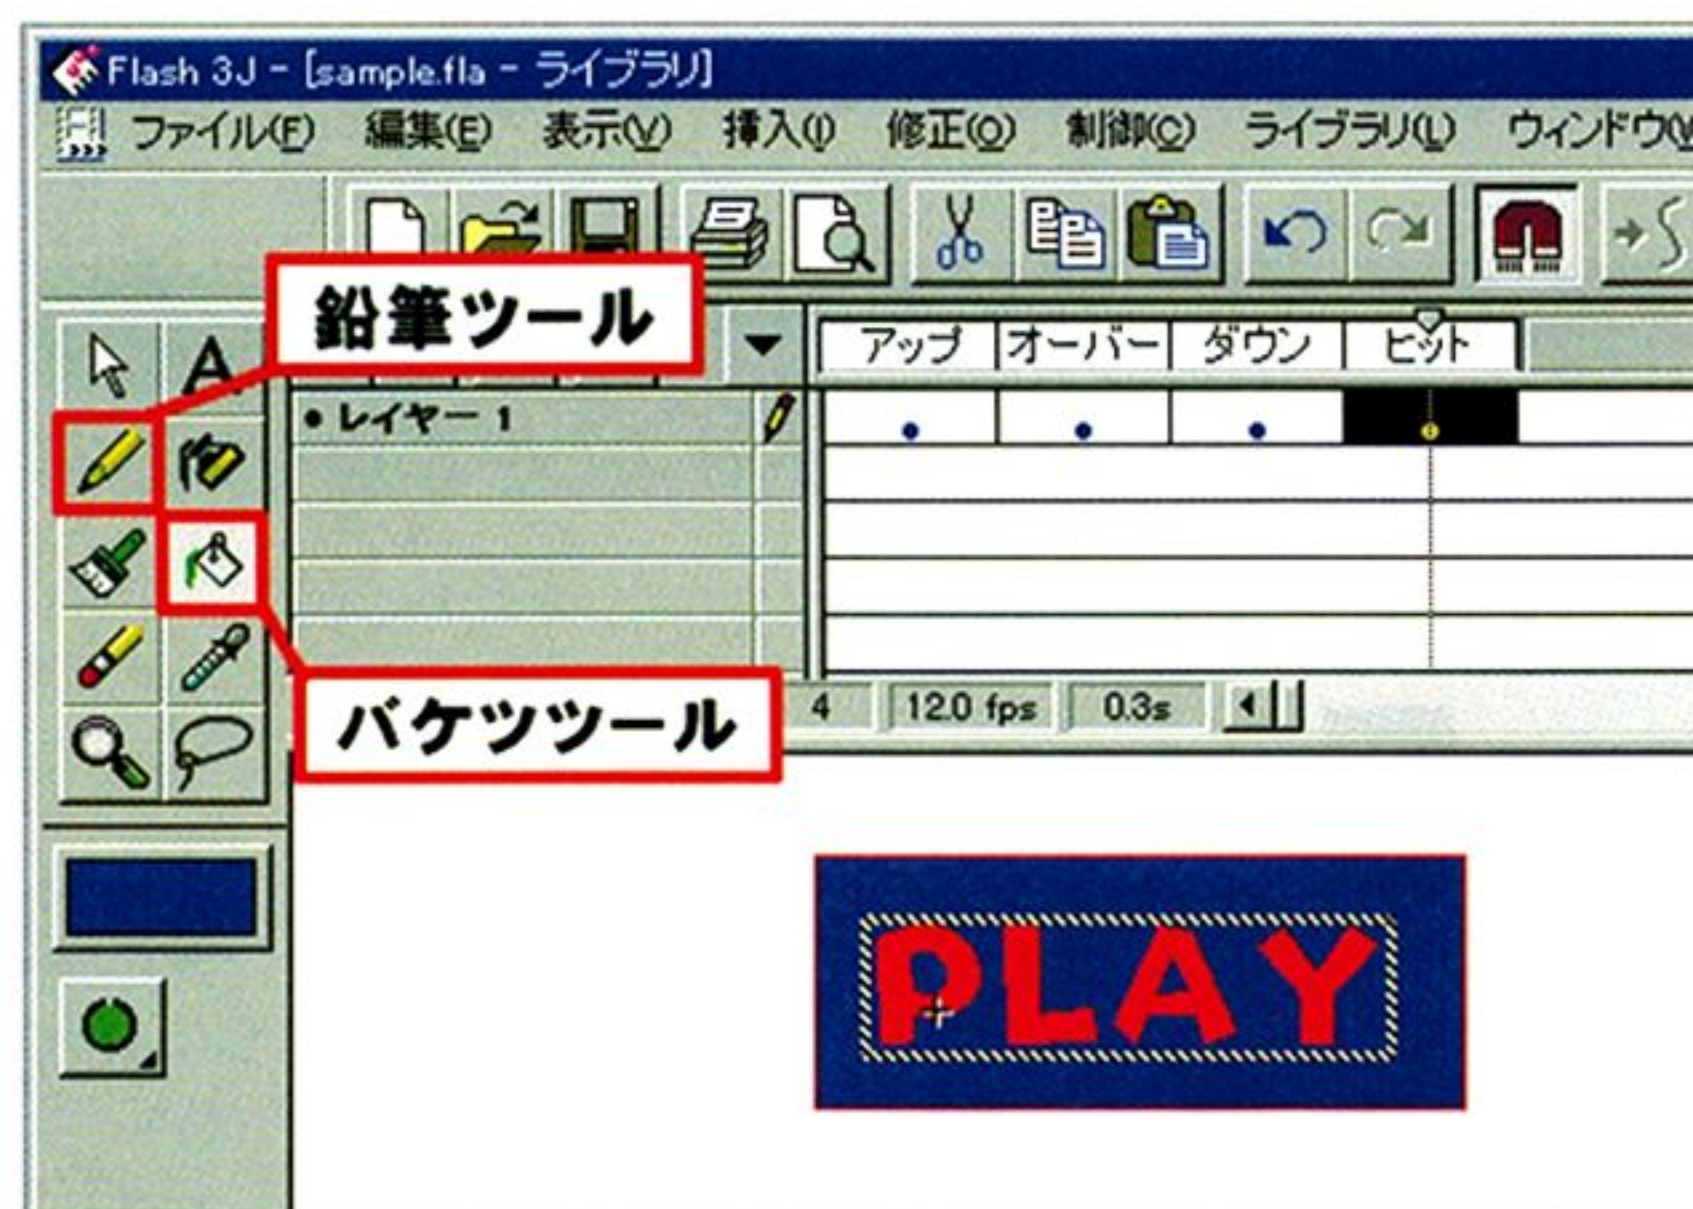 Flash 3J - [sample.fla - ライブラリ]
ファイル(F) 編集(E) 表示(V) 挿入(I) 修正(O) 制御(C) ライブラリ(L) ウィンドウ(W
鉛筆ツール
アップ オーバー ダウン ヒット
A
レイヤー 1
バケツツール
4 12.0 fps 0.3s
PLAY